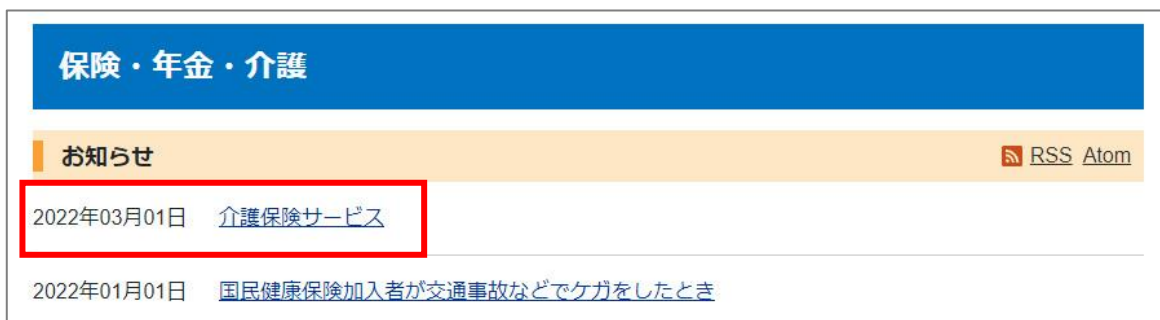 保険・年金・介護
お知らせ RSS Atom
2022年03月01日 介護保険サービス
2022年01月01日 国民健康保険加入者が交通事故などでケガをしたとき